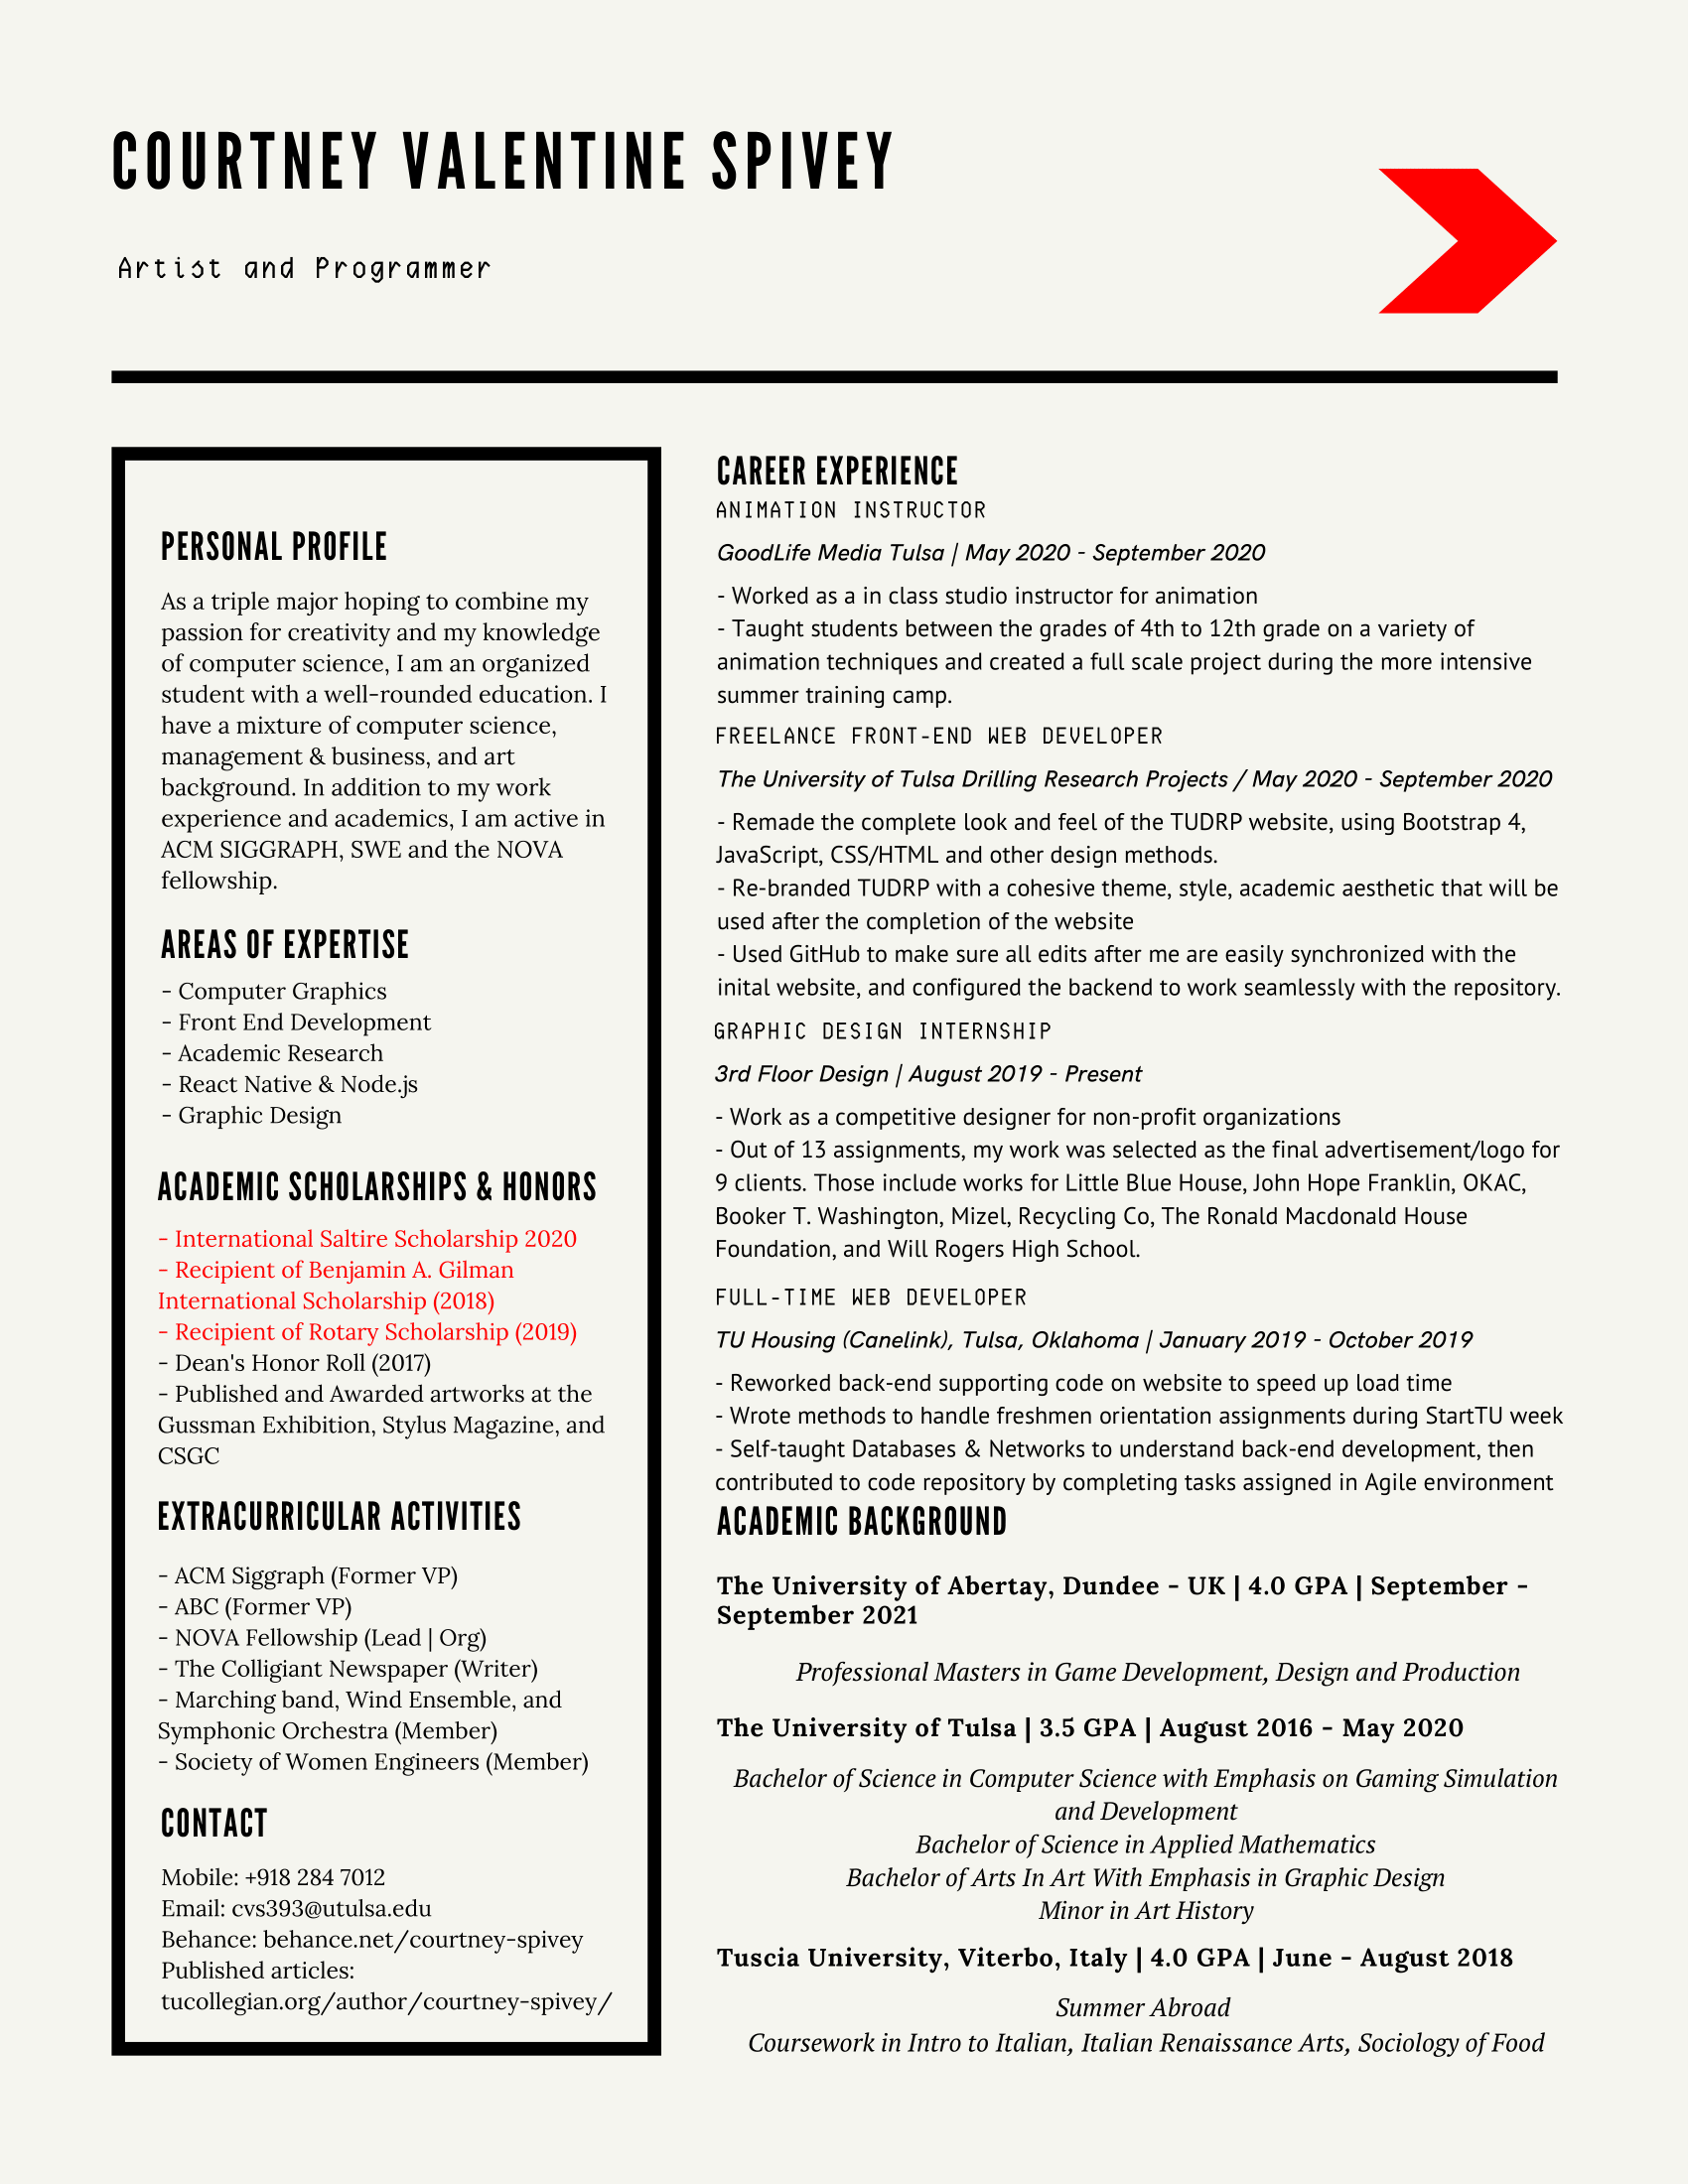 COURTNEY VALENTINE SPIVEY
Artist and Programmer
PERSONAL PROFILE
As a triple major hoping to combine my
passion for creativity and my knowledge
of computer science, I am an organized
student with a well-rounded education. I
have a mixture of computer science,
management & business, and art
background. In addition to my work
experience and academics, I am active in
ACM SIGGRAPH, SWE and the NOVA
fellowship.
AREAS OF EXPERTISE
- Computer Graphics
- Front End Development
- Academic Research
- React Native & Node.js
- Graphic Design
ACADEMIC SCHOLARSHIPS & HONORS
- International Saltire Scholarship 2020
- Recipient of Benjamin A. Gilman
International Scholarship (2018)
- Recipient of Rotary Scholarship (2019)
- Dean's Honor Roll (2017)
- Published and Awarded artworks at the
Gussman Exhibition, Stylus Magazine, and
CSGC
EXTRACURRICULAR ACTIVITIES
- ACM Siggraph (Former VP)
- ABC (Former VP)
- NOVA Fellowship (Lead | Org)
- The Colligiant Newspaper (Writer)
- Marching band, Wind Ensemble, and
Symphonic Orchestra (Member)
- Society of Women Engineers (Member)
CONTACT
Mobile: +918 284 7012
Email: cvs393@utulsa.edu
Behance: behance.net/courtney-spivey
Published articles:
tucollegian.org/author/courtney-spivey/
CAREER EXPERIENCE
ANIMATION INSTRUCTOR
GoodLife Media Tulsa | May 2020 - September 2020
- Worked as a in class studio instructor for animation
- Taught students between the grades of 4th to 12th grade on a variety of
animation techniques and created a full scale project during the more intensive
summer training camp.
FREELANCE FRONT-END WEB DEVELOPER
The University of Tulsa Drilling Research Projects / May 2020 - September 2020
- Remade the complete look and feel of the TUDRP website, using Bootstrap 4,
JavaScript, CSS/HTML and other design methods.
- Re-branded TUDRP with a cohesive theme, style, academic aesthetic that will be
used after the completion of the website
- Used GitHub to make sure all edits after me are easily synchronized with the
inital website, and configured the backend to work seamlessly with the repository.
GRAPHIC DESIGN INTERNSHIP
3rd Floor Design | August 2019 - Present
- Work as a competitive designer for non-profit organizations
- Out of 13 assignments, my work was selected as the final advertisement/logo for
9 clients. Those include works for Little Blue House, John Hope Franklin, OKAC,
Booker T. Washington, Mizel, Recycling Co, The Ronald Macdonald House
Foundation, and Will Rogers High School.
FULL-TIME WEB DEVELOPER
TU Housing (Canelink), Tulsa, Oklahoma | January 2019 - October 2019
- Reworked back-end supporting code on website to speed up load time
- Wrote methods to handle freshmen orientation assignments during StartTU week
- Self-taught Databases & Networks to understand back-end development, then
contributed to code repository by completing tasks assigned in Agile environment
ACADEMIC BACKGROUND
The University of Abertay, Dundee - UK | 4.0 GPA | September -
September 2021
Professional Masters in Game Development, Design and Production
The University of Tulsa | 3.5 GPA | August 2016 - May 2020
Bachelor of Science in Computer Science with Emphasis on Gaming Simulation
and Development
Bachelor of Science in Applied Mathematics
Bachelor of Arts In Art With Emphasis in Graphic Design
Minor in Art History
Tuscia University, Viterbo, Italy | 4.0 GPA | June - August 2018
Summer Abroad
Coursework in Intro to Italian, Italian Renaissance Arts, Sociology of Food